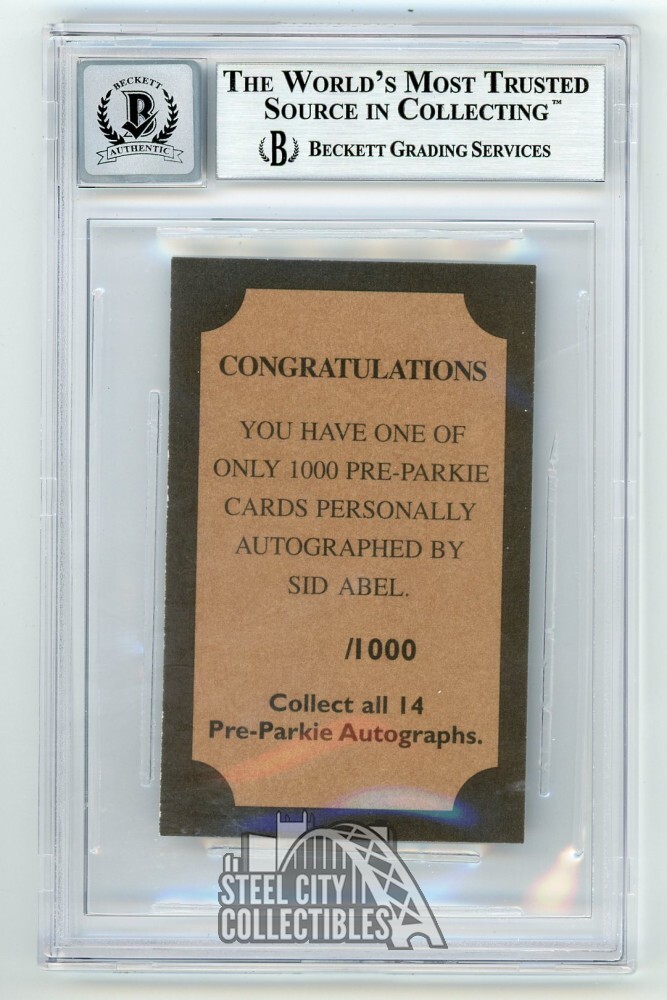 BECKETT
B
AUTHENTIC
THE WORLD'S MOST TRUSTED
SOURCE IN COLLECTING™
B BECKETT GRADING SERVICES
CONGRATULATIONS
YOU HAVE ONE OF
ONLY 1000 PRE-PARKIE
CARDS PERSONALLY
AUTOGRAPHED BY
SID ABEL.
/1000
Collect all 14
Pre-Parkie Autographs.
STEEL CITY
COLLECTIBLES